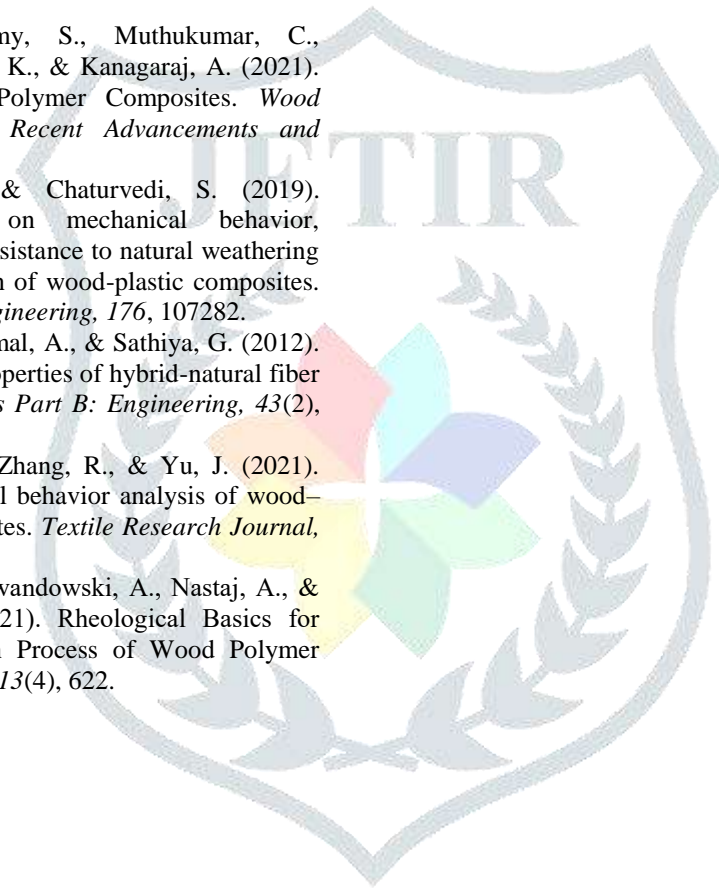 my, S., Muthukumar, C.,
K., & Kanagaraj, A. (2021).
Polymer Composites. Wood
Recent Advancements and
& Chaturvedi, S. (2019).
on mechanical behavior,
sistance to natural weathering
n of wood-plastic composites.
gineering, 176, 107282.
mal, A., & Sathiya, G. (2012).
operties of hybrid-natural fiber
s Part B: Engineering, 43(2),
Zhang, R., & Yu, J. (2021).
l behavior analysis of wood–
tes. Textile Research Journal,
wandowski, A., Nastaj, A., &
21). Rheological Basics for
n Process of Wood Polymer
13(4), 622.
JETIR